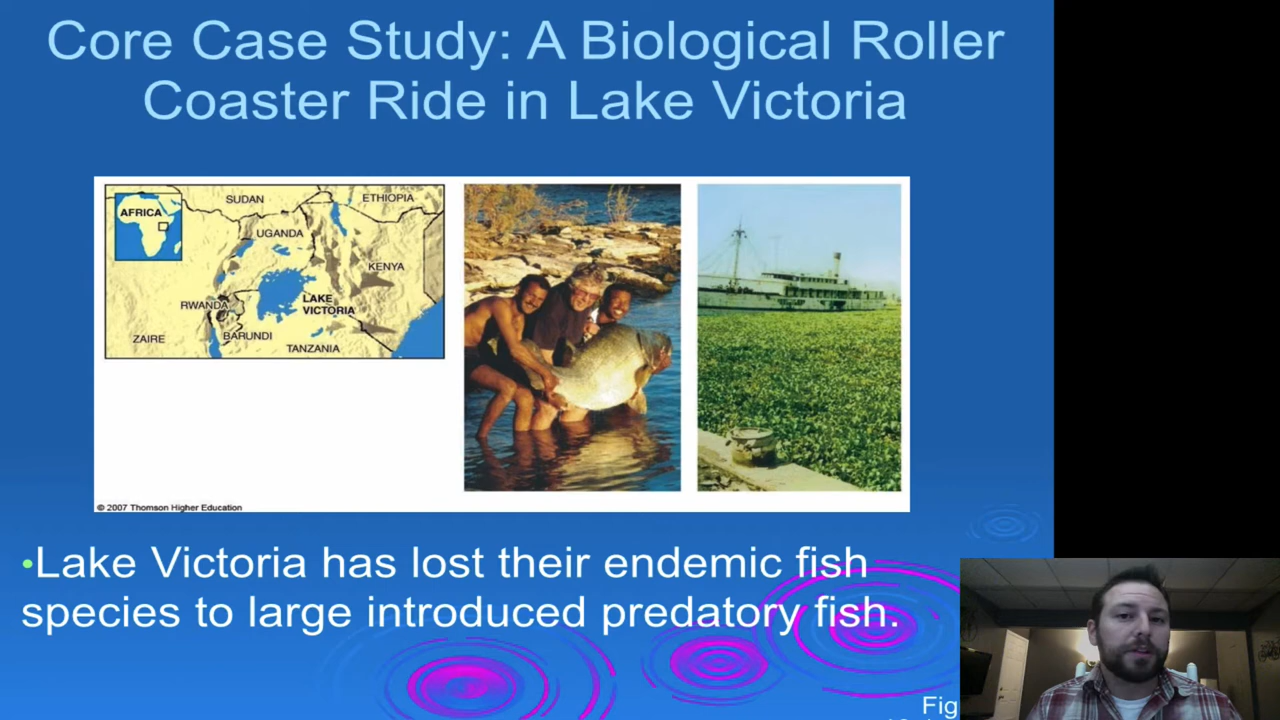 Core Case Study: A Biological Roller
Coaster Ride in Lake Victoria
AFRICA
SUDAN
ETHIOPIA
UGANDA
KENYA
RWANDA
LAKE
VICTORIA
ZAIRE
BARUNDI
TANZANIA
© 2007 Thomson Higher Education
•Lake Victoria has lost their endemic fish
species to large introduced predatory fish.
Fig